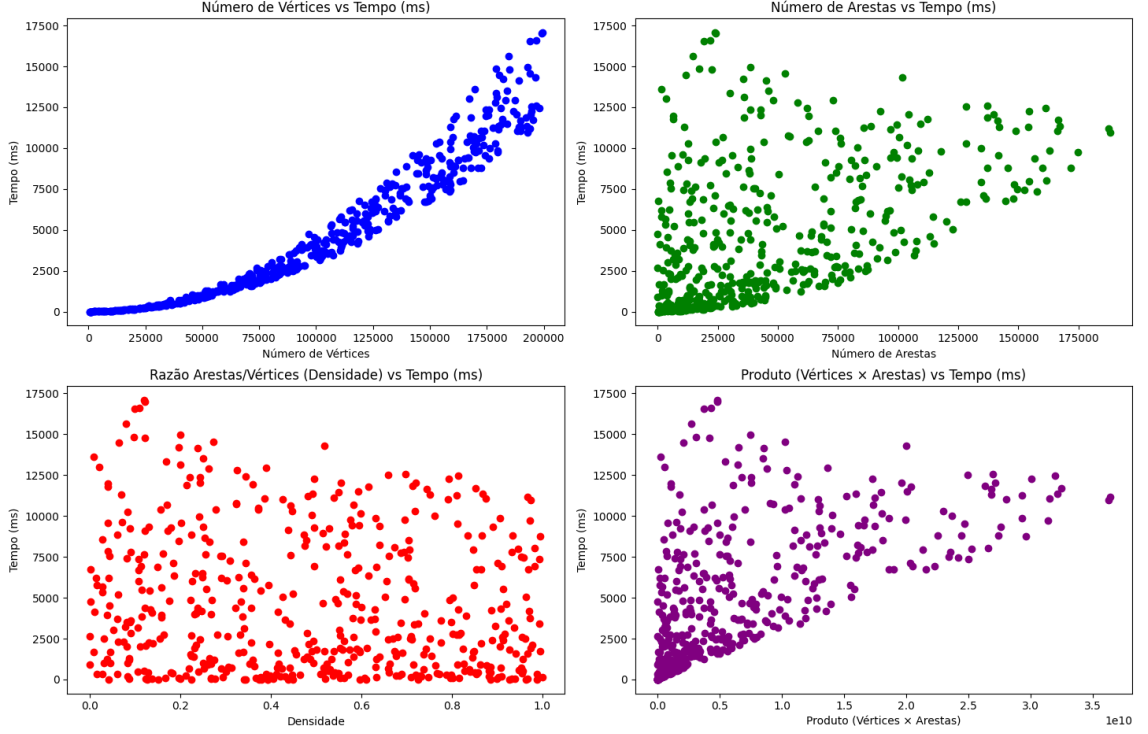 Número de Vértices vs Tempo (ms)
Tempo (ms)
17500
15000
12500
10000
7500
5000
2500
0
0 25000 50000 75000 100000 125000 150000 175000 200000
Número de Vértices
Número de Arestas vs Tempo (ms)
Tempo (ms)
17500
15000
12500
10000
7500
5000
2500
0
0 25000 50000 75000 100000 125000 150000 175000
Número de Arestas
Razão Arestas/Vértices (Densidade) vs Tempo (ms)
Tempo (ms)
17500
15000
12500
10000
7500
5000
2500
0
0.0 0.2 0.4 0.6 0.8 1.0
Densidade
Produto (Vértices × Arestas) vs Tempo (ms)
Tempo (ms)
17500
15000
12500
10000
7500
5000
2500
0
0.0 0.5 1.0 1.5 2.0 2.5 3.0 3.5
1e10
Produto (Vértices × Arestas)